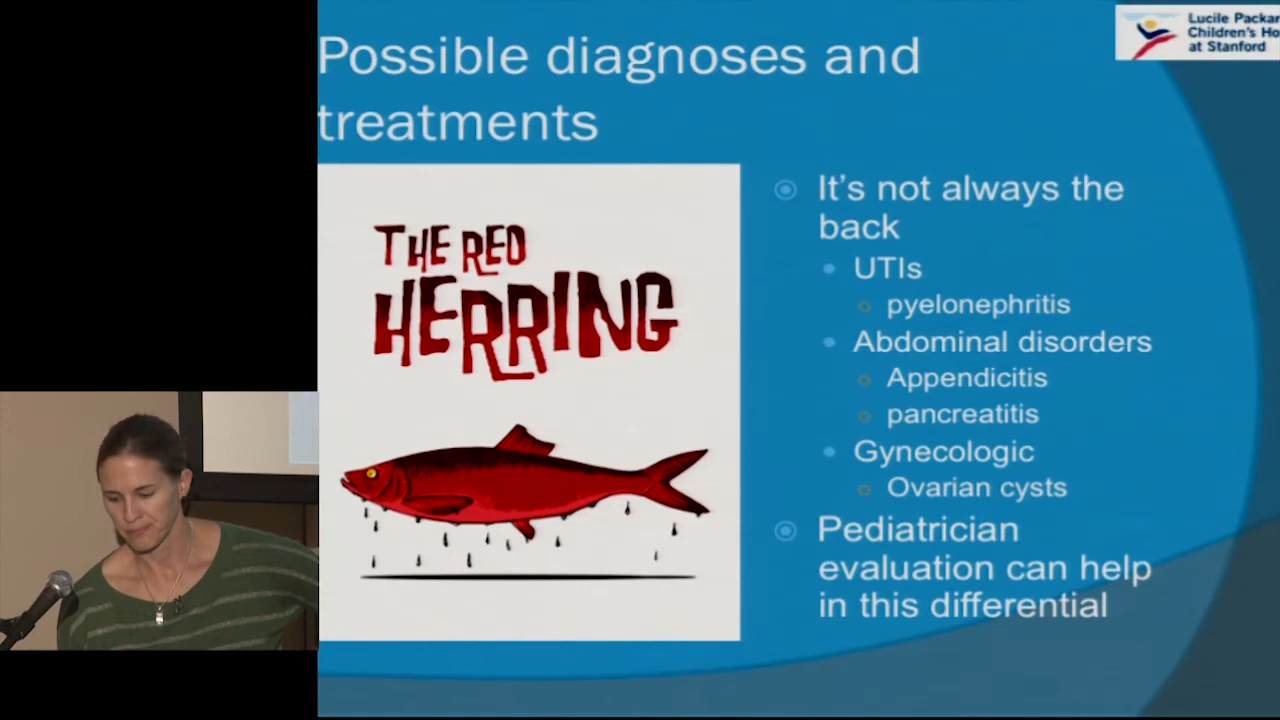 Possible diagnoses and
treatments
Lucile Packar
Children's Ho
at Stanford
THE RED
HERRING
It's not always the
back
UTIs
pyelonephritis
Abdominal disorders
Appendicitis
pancreatitis
Gynecologic
Ovarian cysts
Pediatrician
evaluation can help
in this differential